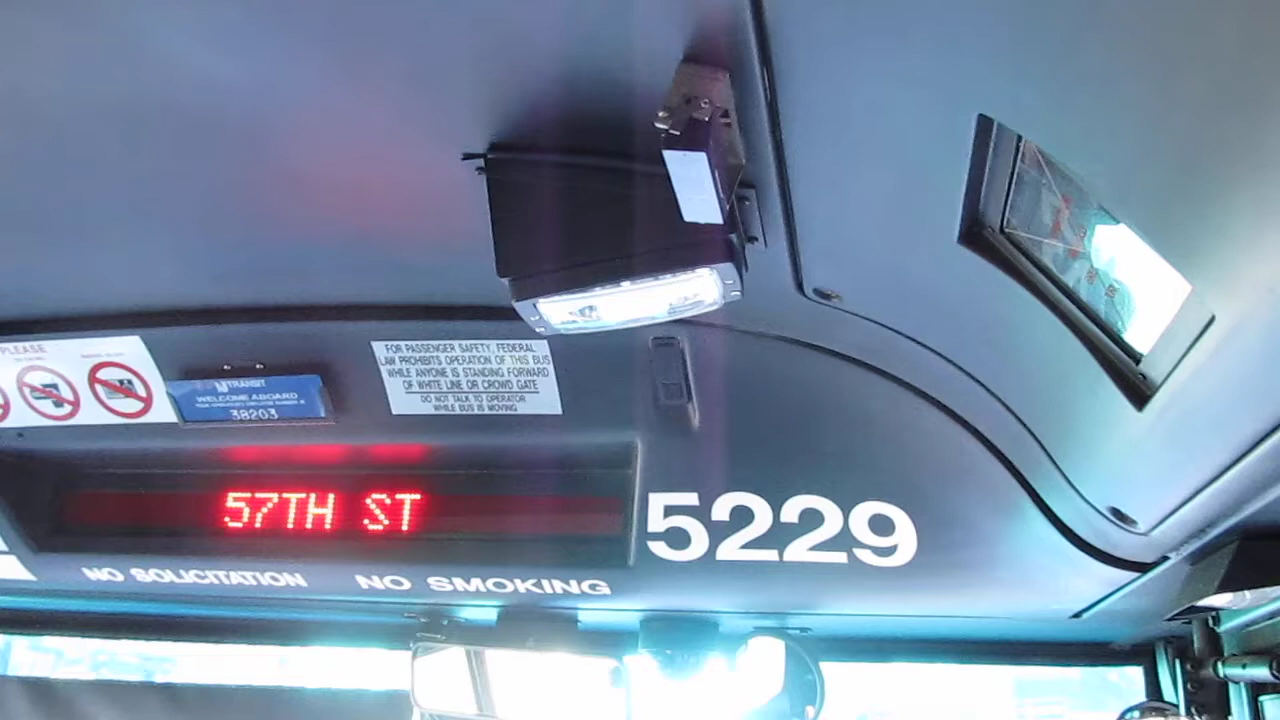 PLEASE
NJ TRANSIT
WELCOME ABOARD
38203
FOR PASSENGER SAFETY, FEDERAL
LAW PROHIBITS OPERATION OF THIS BUS
WHILE ANYONE IS STANDING FORWARD
OF WHITE LINE OR CROWD GATE
DO NOT TALK TO OPERATOR
WHILE BUS IS MOVING
57TH ST
5229
NO SOLICITATION NO SMOKING